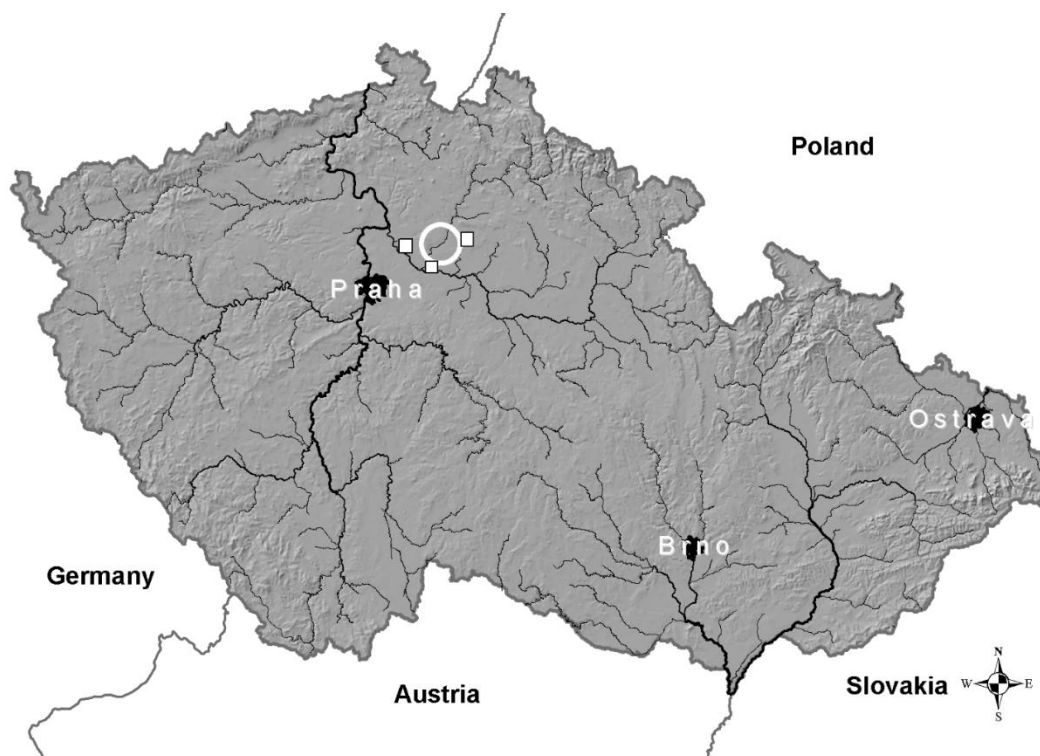 Poland
Praha
Ostrava
Brno
Germany
Austria
Slovakia
N
W E
S